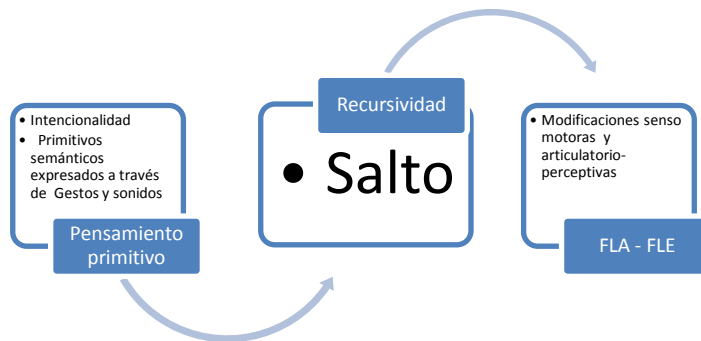 • Intencionalidad
• Primitivos
semánticos
expresados a través
de Gestos y sonidos
Pensamiento
primitivo
Recursividad
• Salto
• Modificaciones senso
motoras y
articulatorio-
perceptivas
FLA - FLE